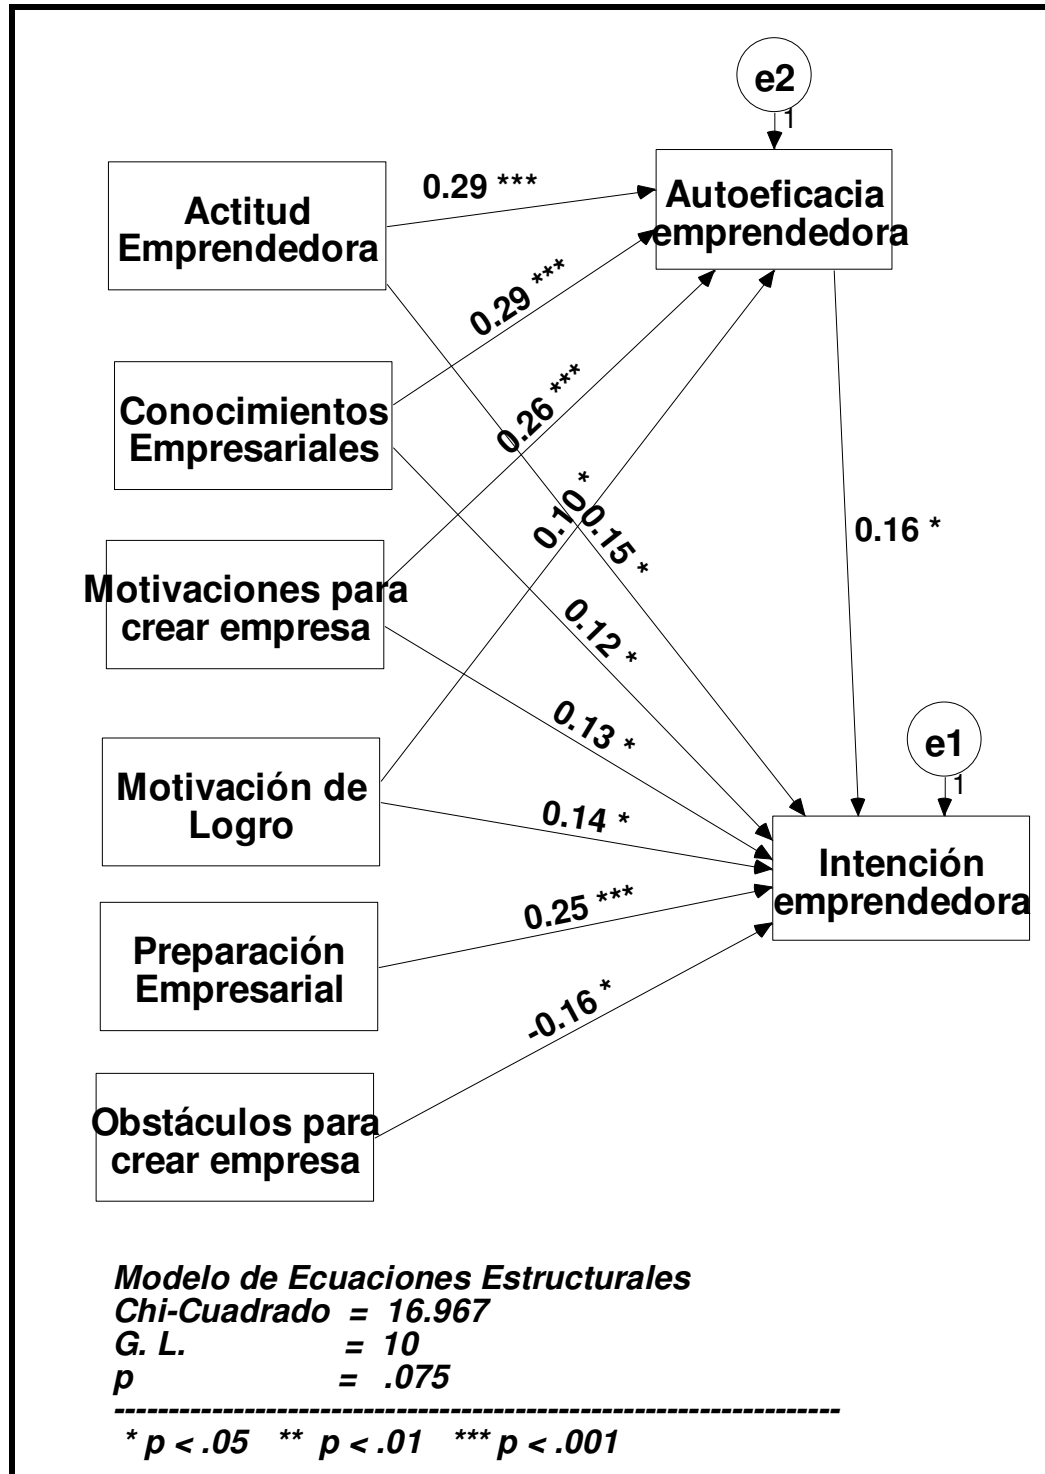 e2
1
Actitud
Emprendedora
0.29 ***
Autoeficacia
emprendedora
0.29 ***
Conocimientos
Empresariales
0.26 ***
0.10 *
0.15 *
0.16 *
Motivaciones para
crear empresa
0.12 *
0.13 *
e1
1
Motivación de
Logro
0.14 *
Intención
emprendedora
0.25 ***
Preparación
Empresarial
-0.16 *
Obstáculos para
crear empresa
Modelo de Ecuaciones Estructurales
Chi-Cuadrado = 16.967
G. L. = 10
p = .075
------------------------------------------------------------------
* p < .05 ** p < .01 *** p < .001